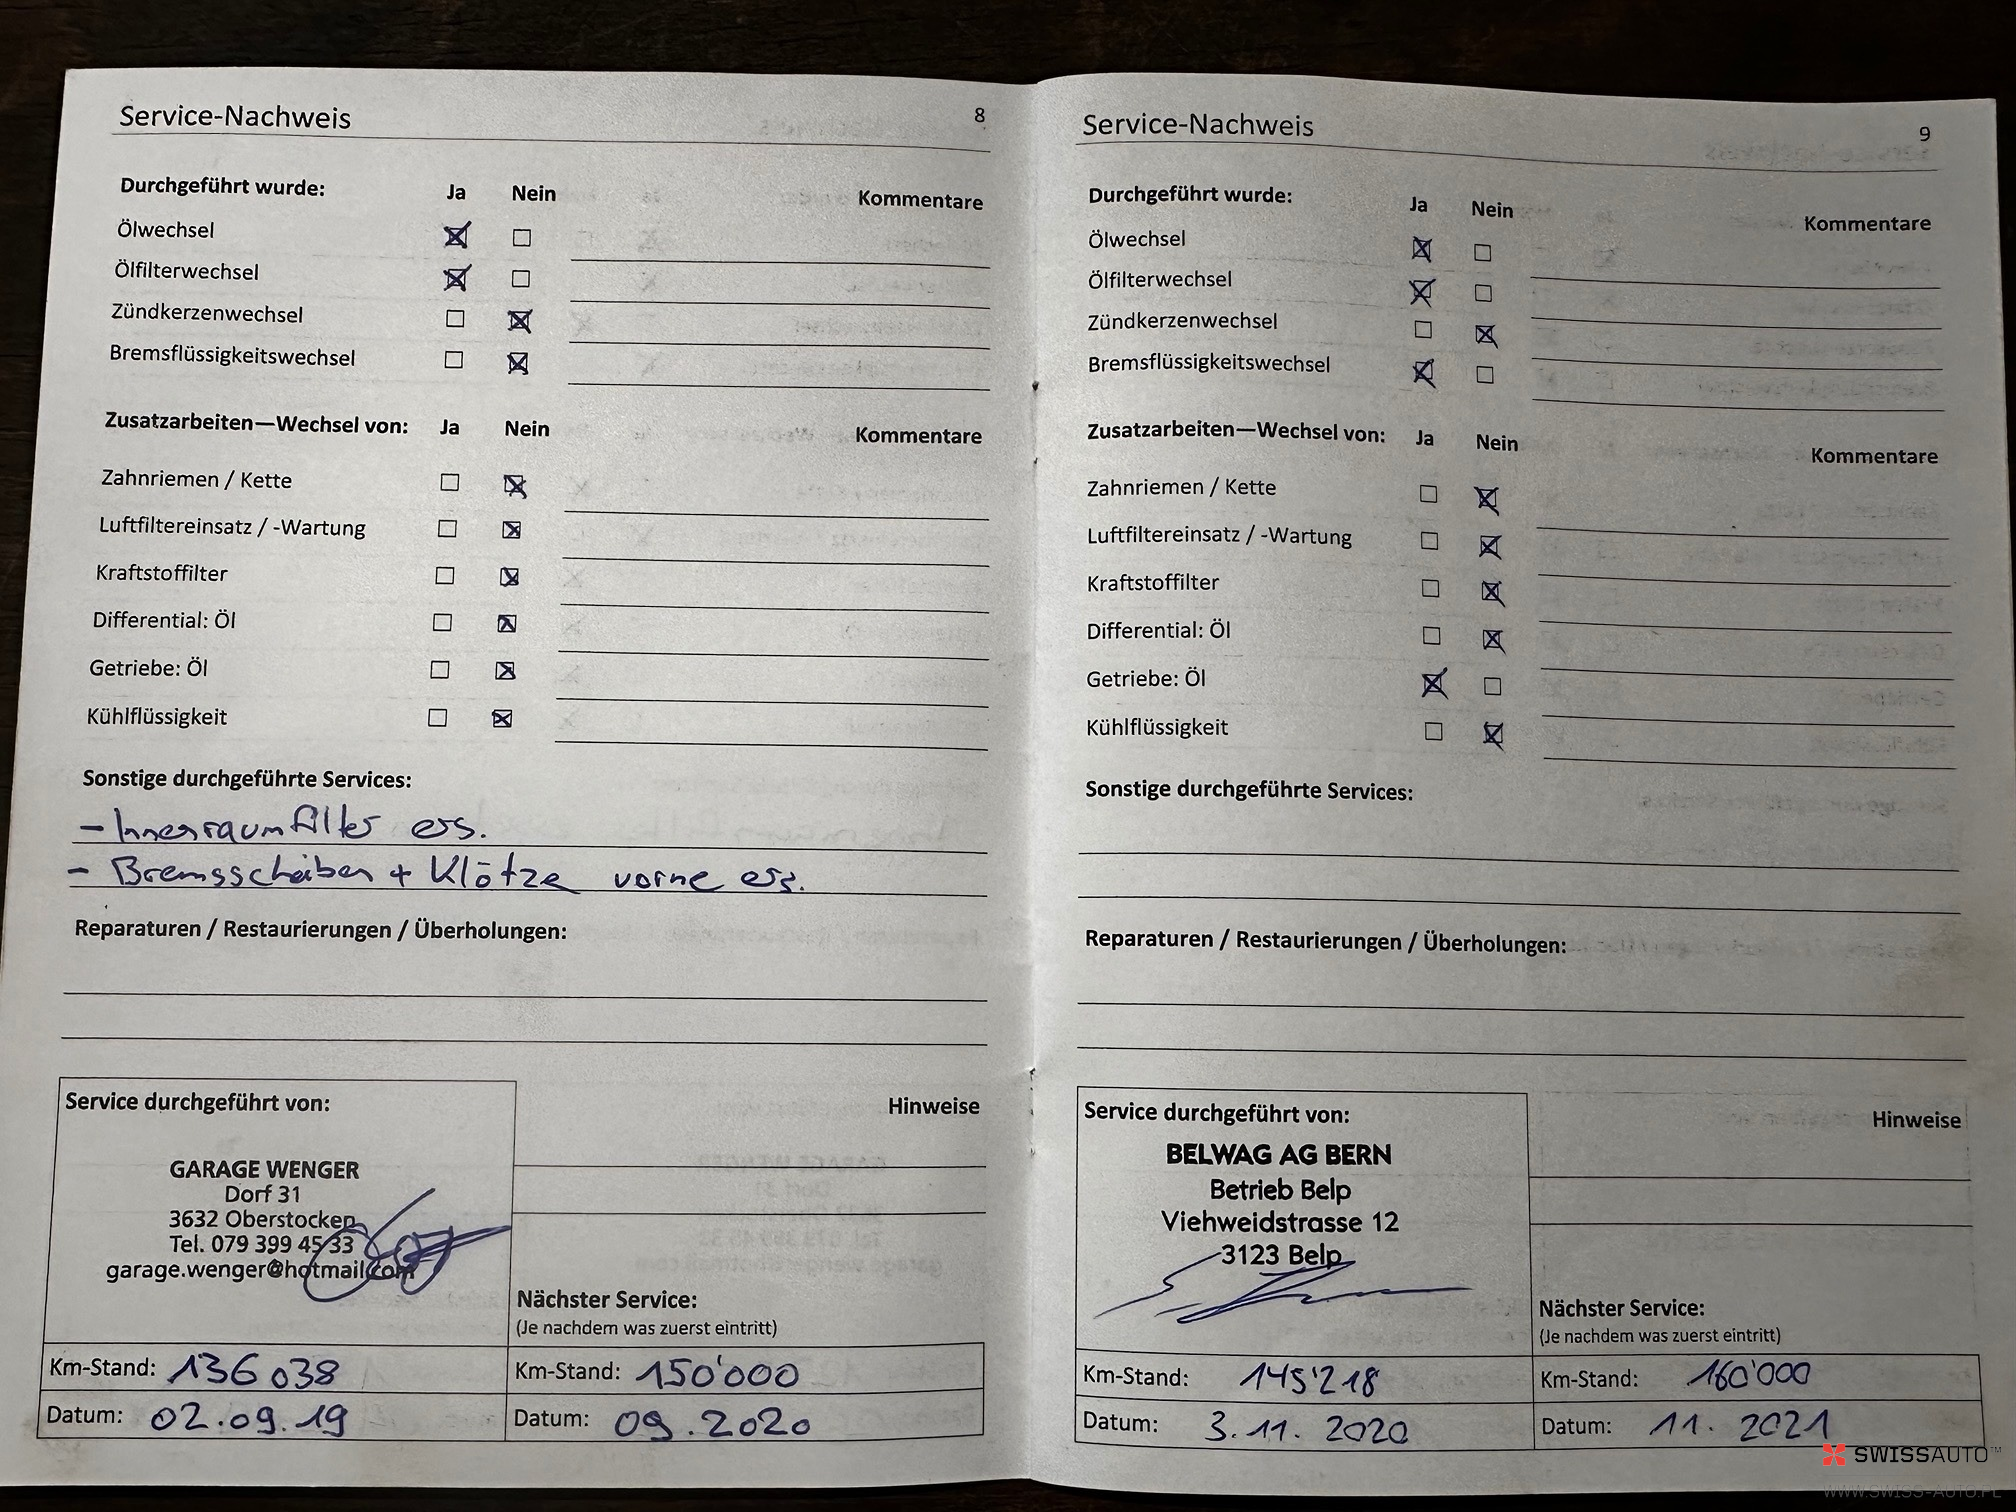 Service-Nachweis 8
Durchgeführt wurde: Ja Nein Kommentare
Ölwechsel
Ölfilterwechsel
Zündkerzenwechsel
Bremsflüssigkeitswechsel
Zusatzarbeiten—Wechsel von: Ja Nein Kommentare
Zahnriemen / Kette
Luftfiltereinsatz / -Wartung
Kraftstoffilter
Differential: Öl
Getriebe: Öl
Kühlflüssigkeit
Sonstige durchgeführte Services:
- Innenraumfilter ers.
- Bremsscheiben + Klötze vorne ers.
Reparaturen / Restaurierungen / Überholungen:
Service durchgeführt von: Hinweise
GARAGE WENGER
Dorf 31
3632 Oberstocken
Tel. 079 399 45 33
garage.wenger@hotmail.com
Nächster Service:
(Je nachdem was zuerst eintritt)
Km-Stand: 136 038 Km-Stand: 150'000
Datum: 02.09.19 Datum: 09.2020
Service-Nachweis 9
Durchgeführt wurde: Ja Nein Kommentare
Ölwechsel
Ölfilterwechsel
Zündkerzenwechsel
Bremsflüssigkeitswechsel
Zusatzarbeiten—Wechsel von: Ja Nein Kommentare
Zahnriemen / Kette
Luftfiltereinsatz / -Wartung
Kraftstoffilter
Differential: Öl
Getriebe: Öl
Kühlflüssigkeit
Sonstige durchgeführte Services:
Reparaturen / Restaurierungen / Überholungen:
Service durchgeführt von: Hinweise
BELWAG AG BERN
Betrieb Belp
Viehweidstrasse 12
3123 Belp
Nächster Service:
(Je nachdem was zuerst eintritt)
Km-Stand: 145'218 Km-Stand: 160'000
Datum: 3.11.2020 Datum: 11.2021
SWISSAUTO™
WWW.SWISS-AUTO.PL